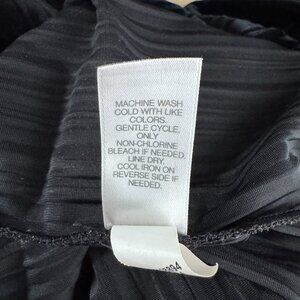 MACHINE WASH
COLD WITH LIKE
COLORS.
GENTLE CYCLE.
ONLY
NON-CHLORINE
BLEACH IF NEEDED.
LINE DRY.
COOL IRON ON
REVERSE SIDE IF
NEEDED.